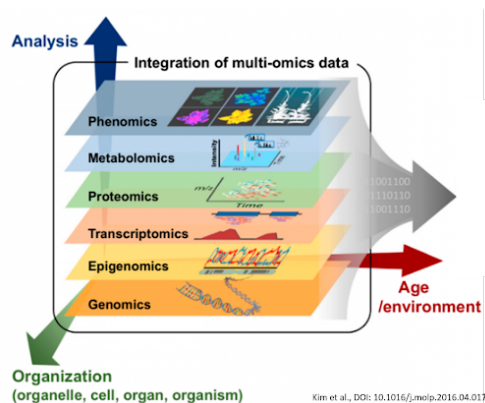 Analysis
Integration of multi-omics data
Phenomics
Metabolomics
Intensity
m/z
Proteomics
m/z
Time
Transcriptomics
Epigenomics
Genomics
1001100
1110110
1001110
Age
/environment
Organization
(organelle, cell, organ, organism)
Kim et al., DOI: 10.1016/j.molp.2016.04.017